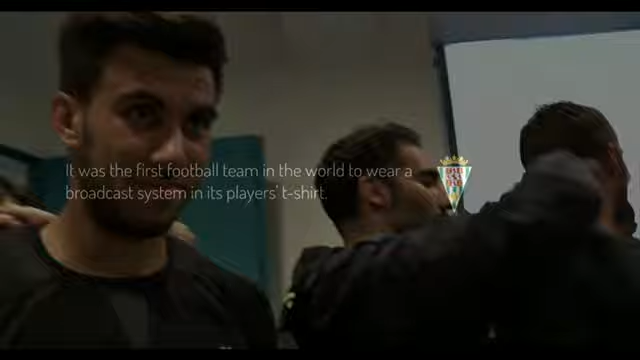 It was the first football team in the world to wear a
broadcast system in its players' t-shirt.